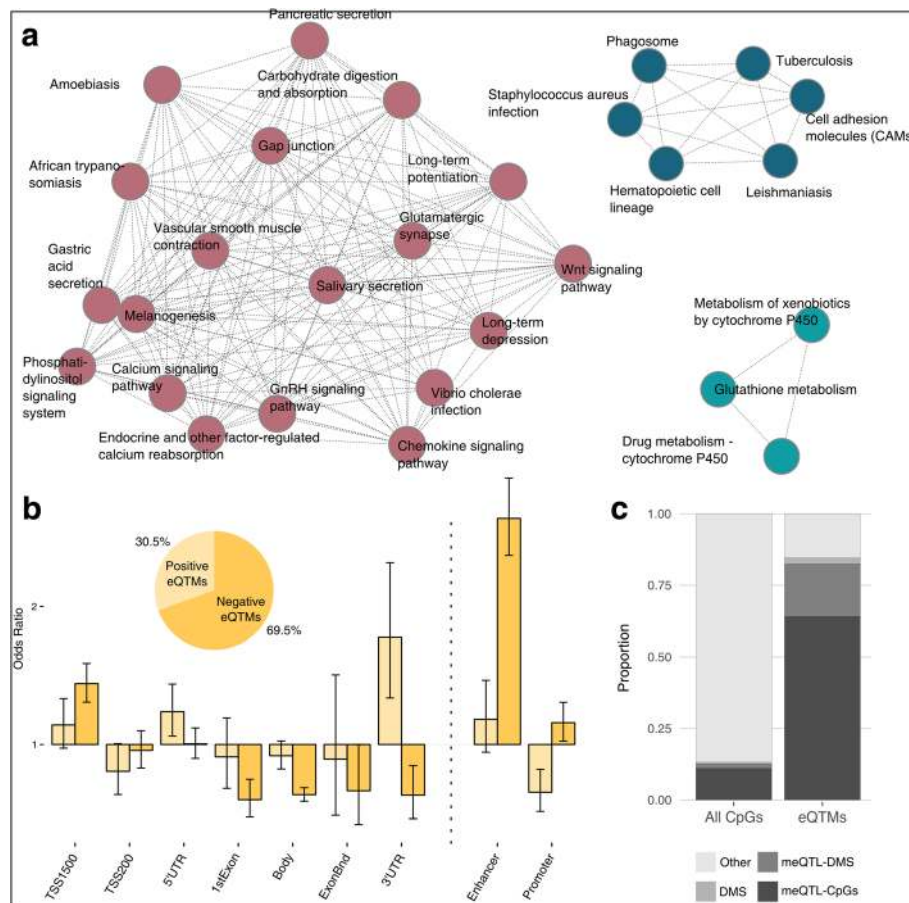 a
Pancreatic secretion
Amoebiasis
Carbohydrate digestion
and absorption
Gap junction
African trypano-
somiasis
Long-term
potentiation
Vascular smooth muscle
contraction
Glutamatergic
synapse
Gastric
acid
secretion
Wnt signaling
pathway
Salivary secretion
Melanogenesis
Long-term
depression
Phosphati-
dylinositol
signaling
system
Calcium signaling
pathway
GnRH signaling
pathway
Vibrio cholerae
infection
Endocrine and other factor-regulated
calcium reabsorption
Chemokine signaling
pathway
Phagosome
Tuberculosis
Staphylococcus aureus
infection
Cell adhesion
molecules (CAMs
Hematopoietic cell
lineage
Leishmaniasis
Metabolism of xenobiotics
by cytochrome P450
Glutathione metabolism
Drug metabolism -
cytochrome P450
b
30.5%
Positive
eQTMs
Negative
eQTMs
69.5%
Odds Ratio
2
1
TSS1500
TSS200
5'UTR
1stExon
Body
ExonBnd
3'UTR
Enhancer
Promoter
c
Proportion
1.00
0.75
0.50
0.25
0.00
All CpGs
eQTMs
Other
meQTL-DMS
DMS
meQTL-CpGs